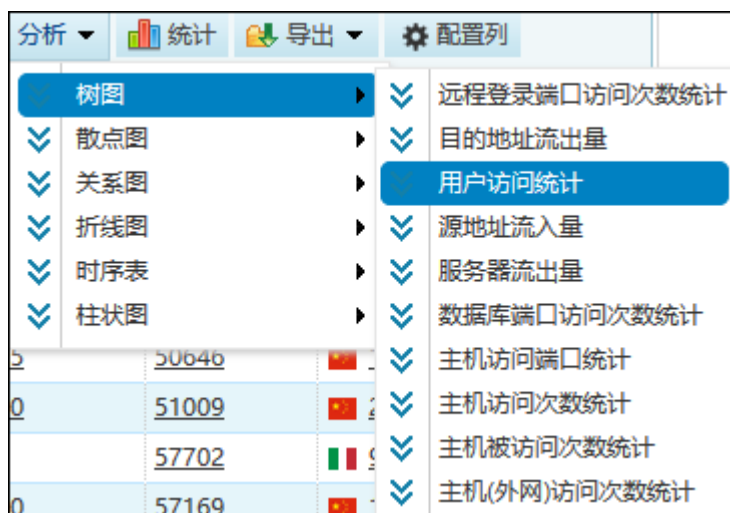 分析 统计 导出 配置列
树图
散点图
关系图
折线图
时序表
柱状图
远程登录端口访问次数统计
目的地址流出量
用户访问统计
源地址流入量
服务器流出量
数据库端口访问次数统计
主机访问端口统计
主机访问次数统计
主机被访问次数统计
主机(外网)访问次数统计
5 50646
0 51009 2
57702 9
0 57169